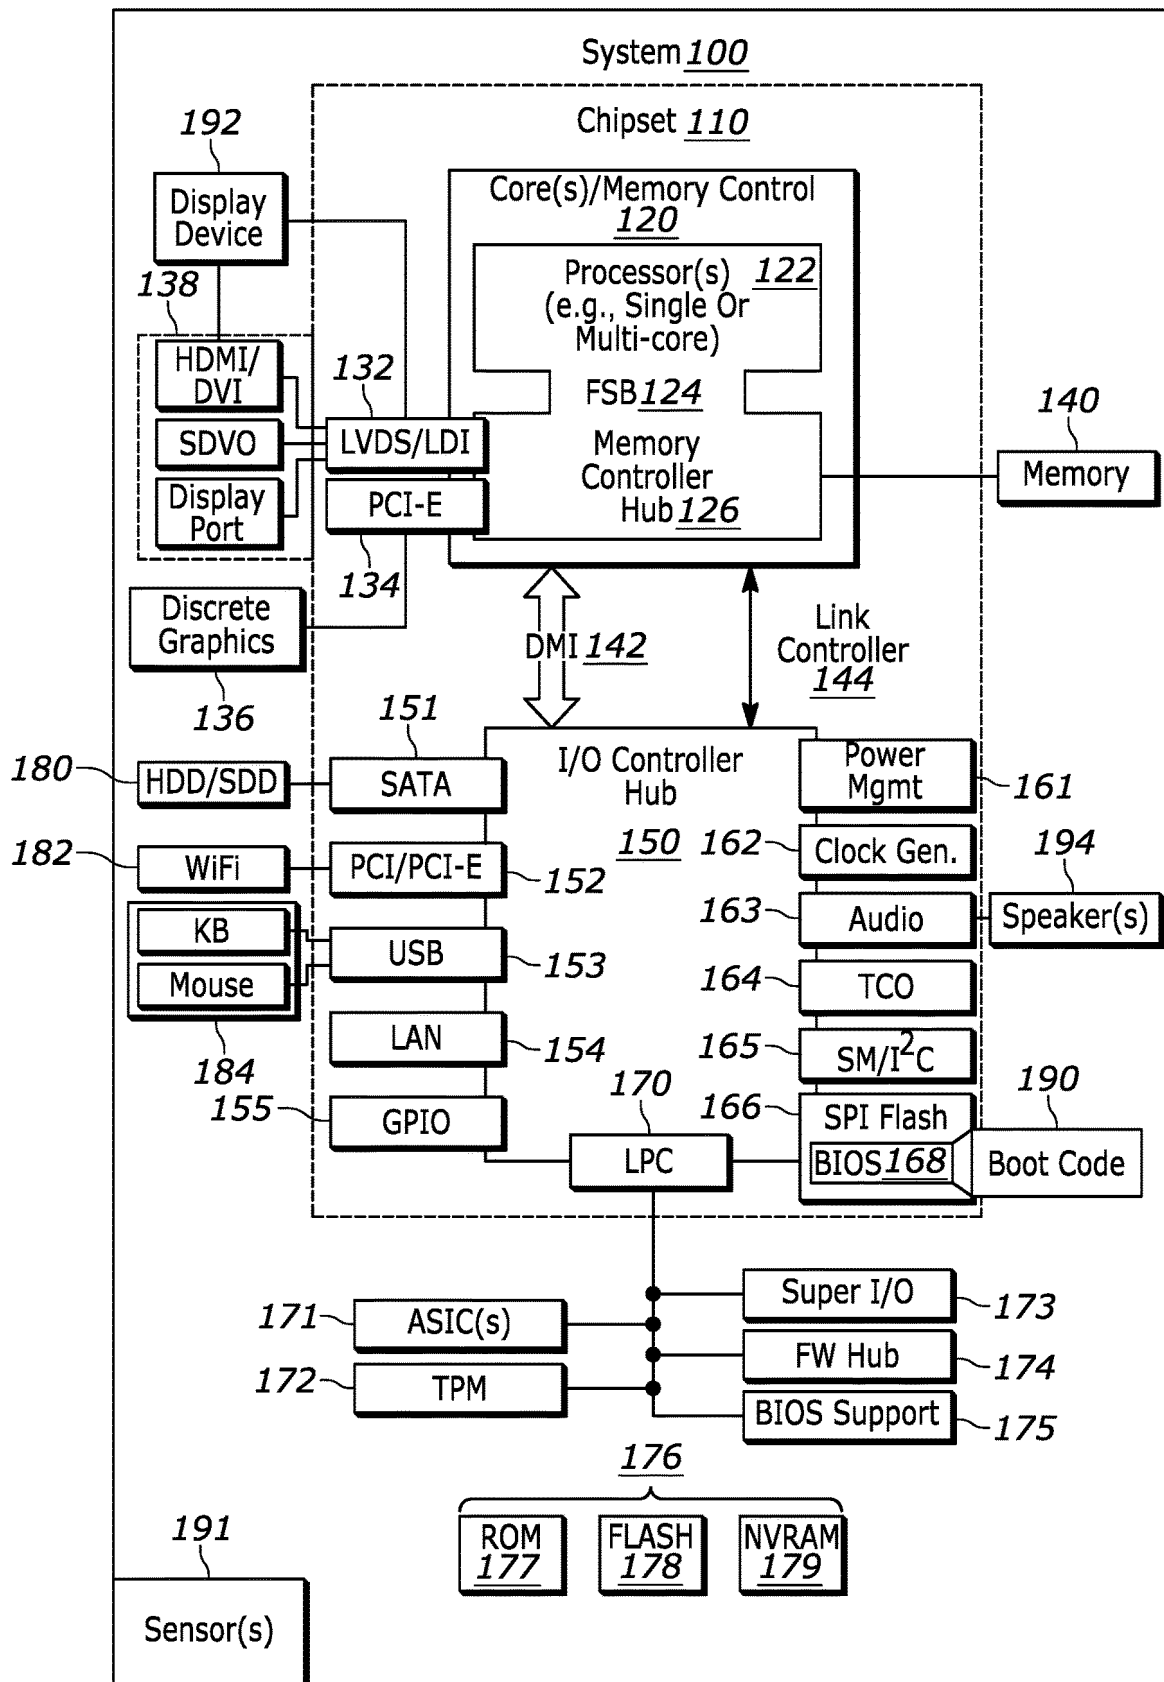 System 100
Chipset 110
192
Display
Device
Core(s)/Memory Control
120
Processor(s) 122
(e.g., Single Or
Multi-core)
138
HDMI/
DVI
132
FSB 124
SDVO
LVDS/LDI
Memory
Controller
Hub 126
140
Memory
Display
Port
PCI-E
134
Discrete
Graphics
136
DMI 142
Link
Controller
144
151
180
HDD/SDD
SATA
I/O Controller
Hub
150
Power
Mgmt
161
182
WiFi
PCI/PCI-E
152
162
Clock Gen.
194
KB
Mouse
184
USB
153
163
Audio
Speaker(s)
164
TCO
LAN
154
165
SM/I²C
155
GPIO
170
LPC
166
SPI Flash
BIOS 168
190
Boot Code
171
ASIC(s)
Super I/O
173
172
TPM
FW Hub
174
BIOS Support
175
176
ROM
177
FLASH
178
NVRAM
179
191
Sensor(s)